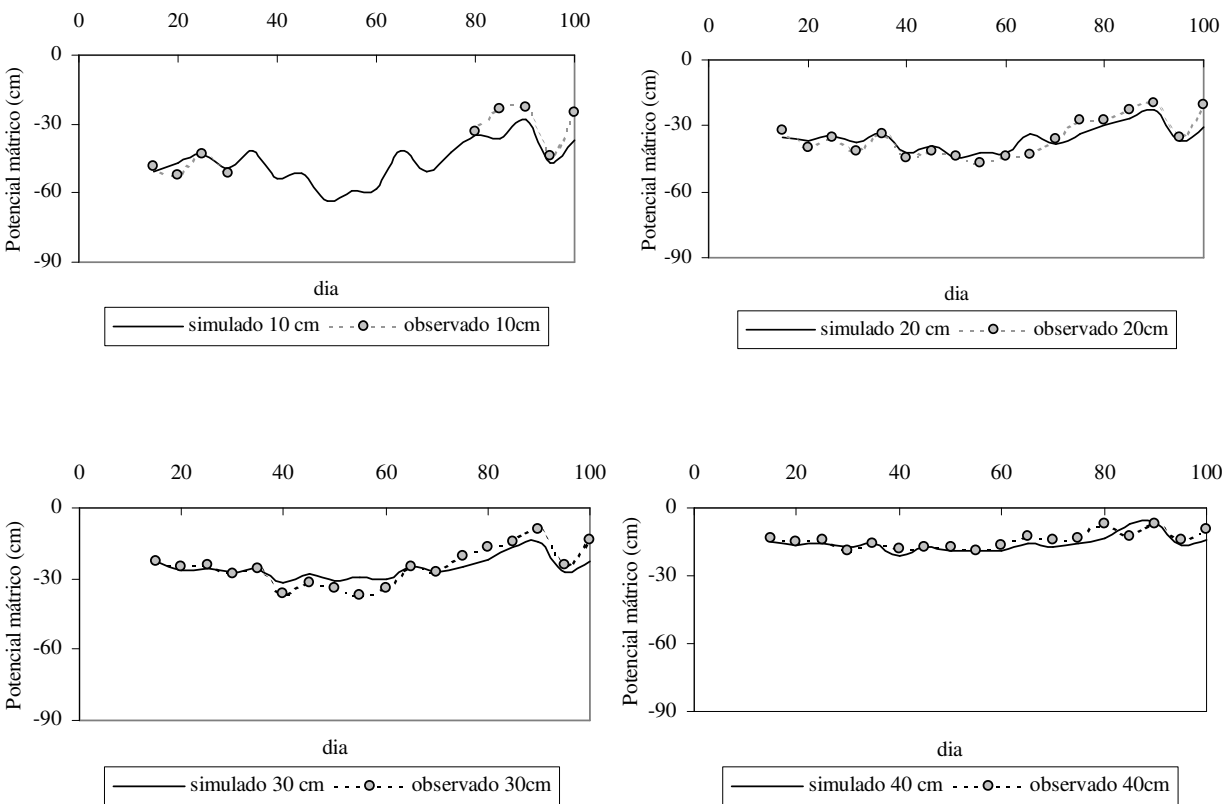 0 20 40 60 80 100
0
-30
-60
-90
Potencial mátrico (cm)
dia
simulado 10 cm observado 10cm
0 20 40 60 80 100
0
-30
-60
-90
Potencial mátrico (cm)
dia
simulado 20 cm observado 20cm
0 20 40 60 80 100
0
-30
-60
-90
Potencial mátrico (cm)
dia
simulado 30 cm observado 30cm
0 20 40 60 80 100
0
-30
-60
-90
Potencial mátrico (cm)
dia
simulado 40 cm observado 40cm